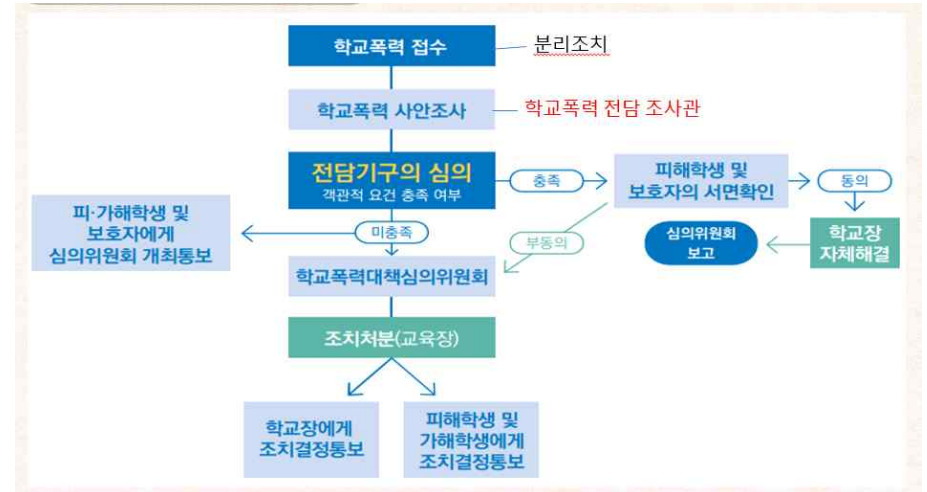 학교폭력 접수
분리조치
학교폭력 사안조사
학교폭력 전담 조사관
전담기구의 심의
객관적 요건 충족 여부
충족
피해학생 및
보호자의 서면확인
동의
피·가해학생 및
보호자에게
심의위원회 개최통보
미충족
부동의
심의위원회
보고
학교장
자체해결
학교폭력대책심의위원회
조치처분(교육장)
학교장에게
조치결정통보
피해학생 및
가해학생에게
조치결정통보